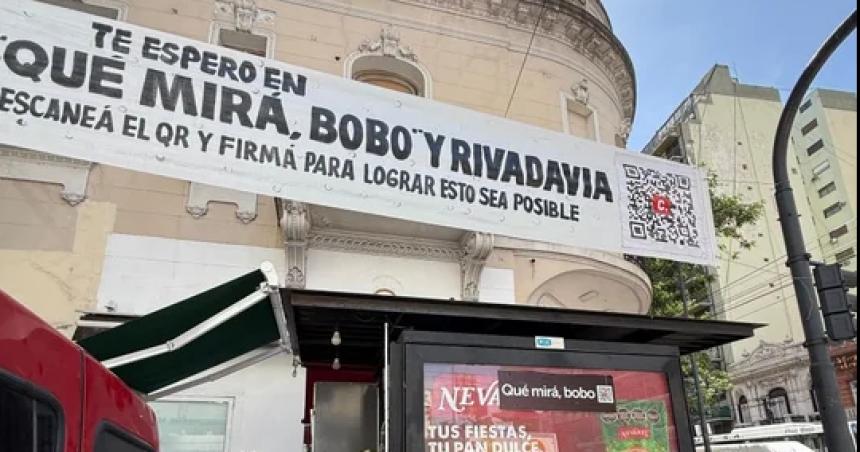 TE ESPERO EN
"QUÉ MIRÁ, BOBO" Y RIVADAVIA
ESCANEÁ EL QR Y FIRMÁ PARA LOGRAR ESTO SEA POSIBLE
C.
Qué mirá, bobo
TUS FIESTAS,
TU PAN DULCE